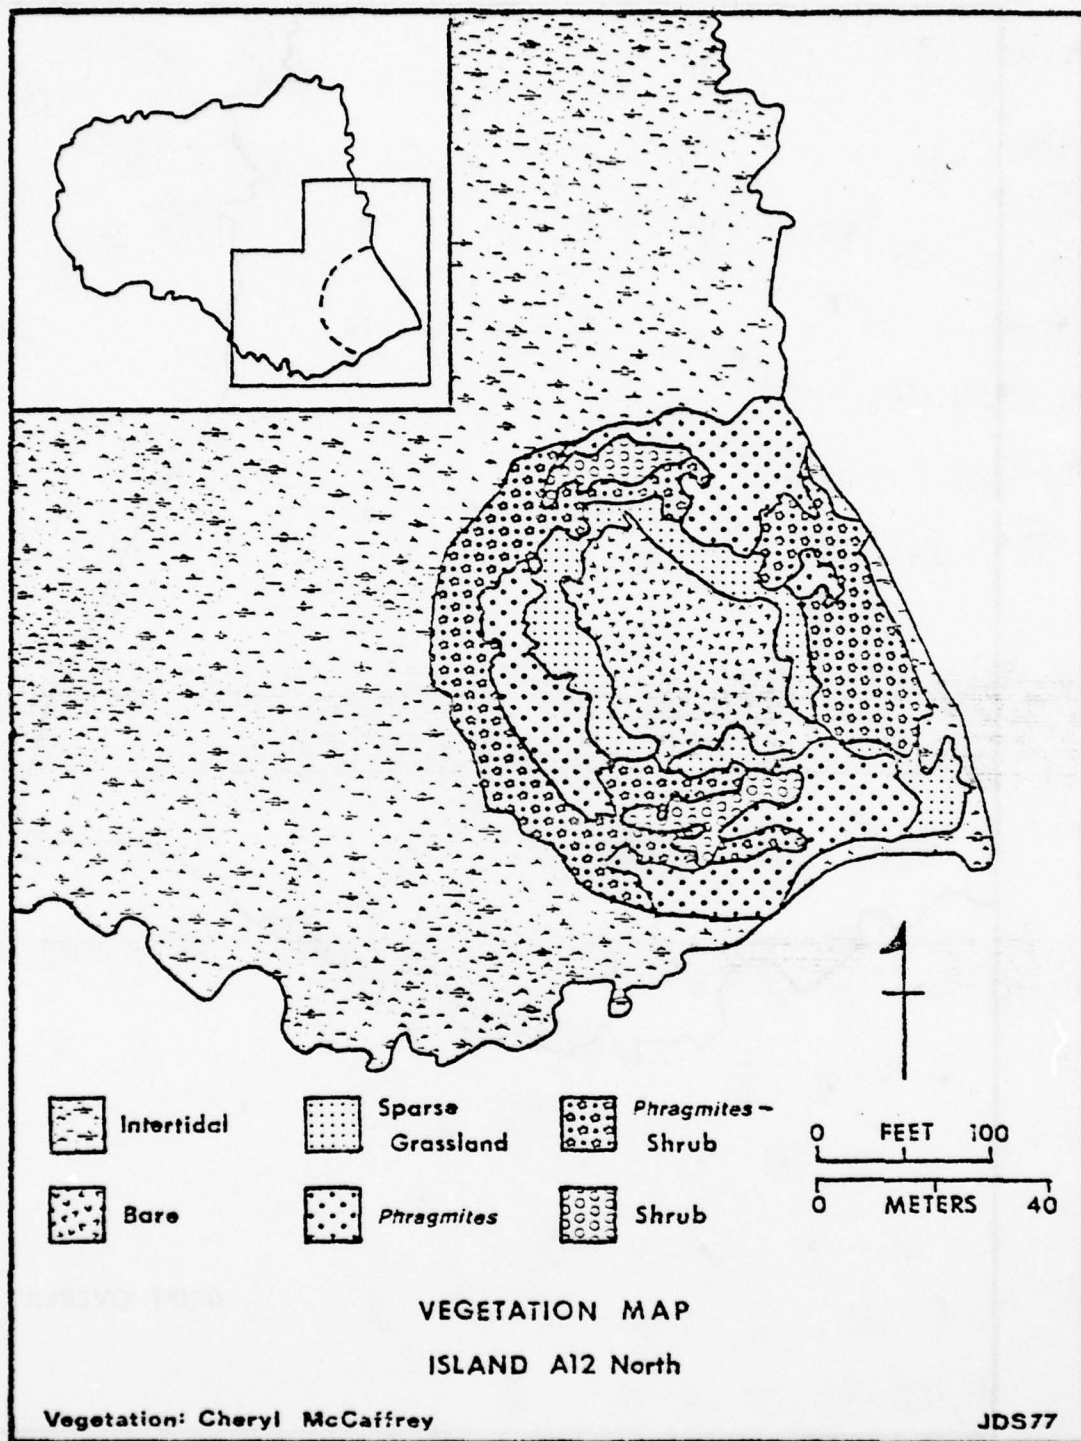 Intertidal
Sparse
Grassland
Phragmites-
Shrub
Bare
Phragmites
Shrub
0 FEET 100
0 METERS 40
VEGETATION MAP
ISLAND A12 North
Vegetation: Cheryl McCaffrey
JDS77